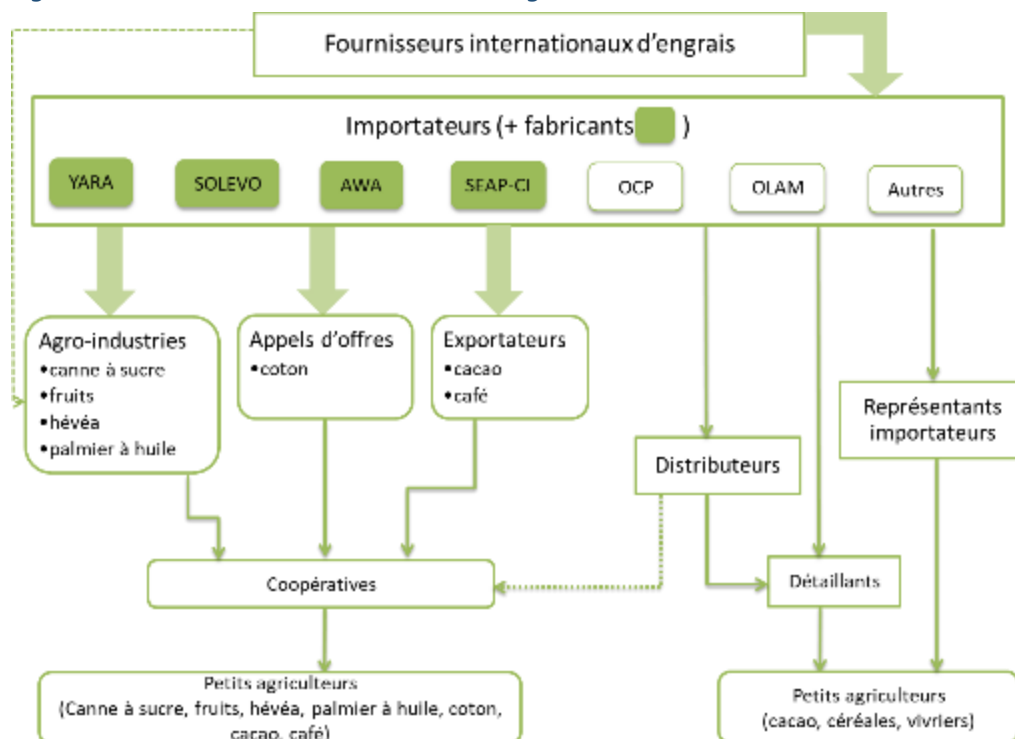 Fournisseurs internationaux d'engrais
Importateurs (+ fabricants )
YARA
SOLEVO
AWA
SEAP-CI
OCP
OLAM
Autres
Agro-industries
•canne à sucre
•fruits
•hévéa
•palmier à huile
Appels d'offres
•coton
Exportateurs
•cacao
•café
Distributeurs
Représentants
importateurs
Coopératives
Détaillants
Petits agriculteurs
(Canne à sucre, fruits, hévéa, palmier à huile, coton,
cacao, café)
Petits agriculteurs
(cacao, céréales, vivriers)